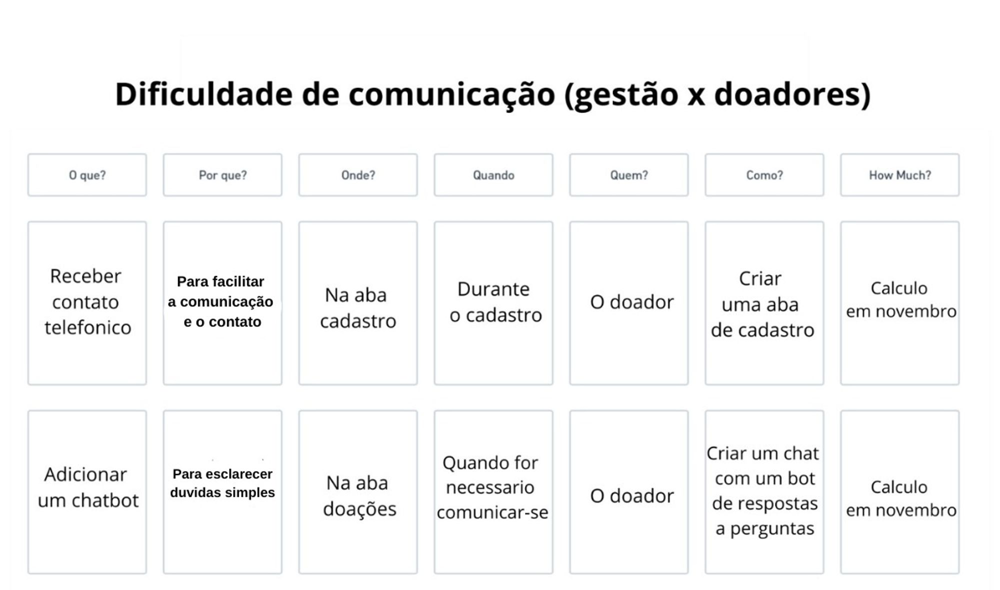 Dificuldade de comunicação (gestão x doadores)
O que?
Por que?
Onde?
Quando
Quem?
Como?
How Much?
Receber
contato
telefonico
Para facilitar
a comunicação
e o contato
Na aba
cadastro
Durante
o cadastro
O doador
Criar
uma aba
de cadastro
Calculo
em novembro
Adicionar
um chatbot
Para esclarecer
duvidas simples
Na aba
doações
Quando for
necessario
comunicar-se
O doador
Criar um chat
com um bot
de respostas
a perguntas
Calculo
em novembro